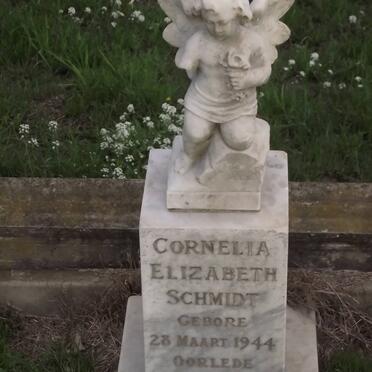 CORNELIA
ELIZABETH
SCHMIDT
GEBORE
28 MAART 1944
OORLEDE